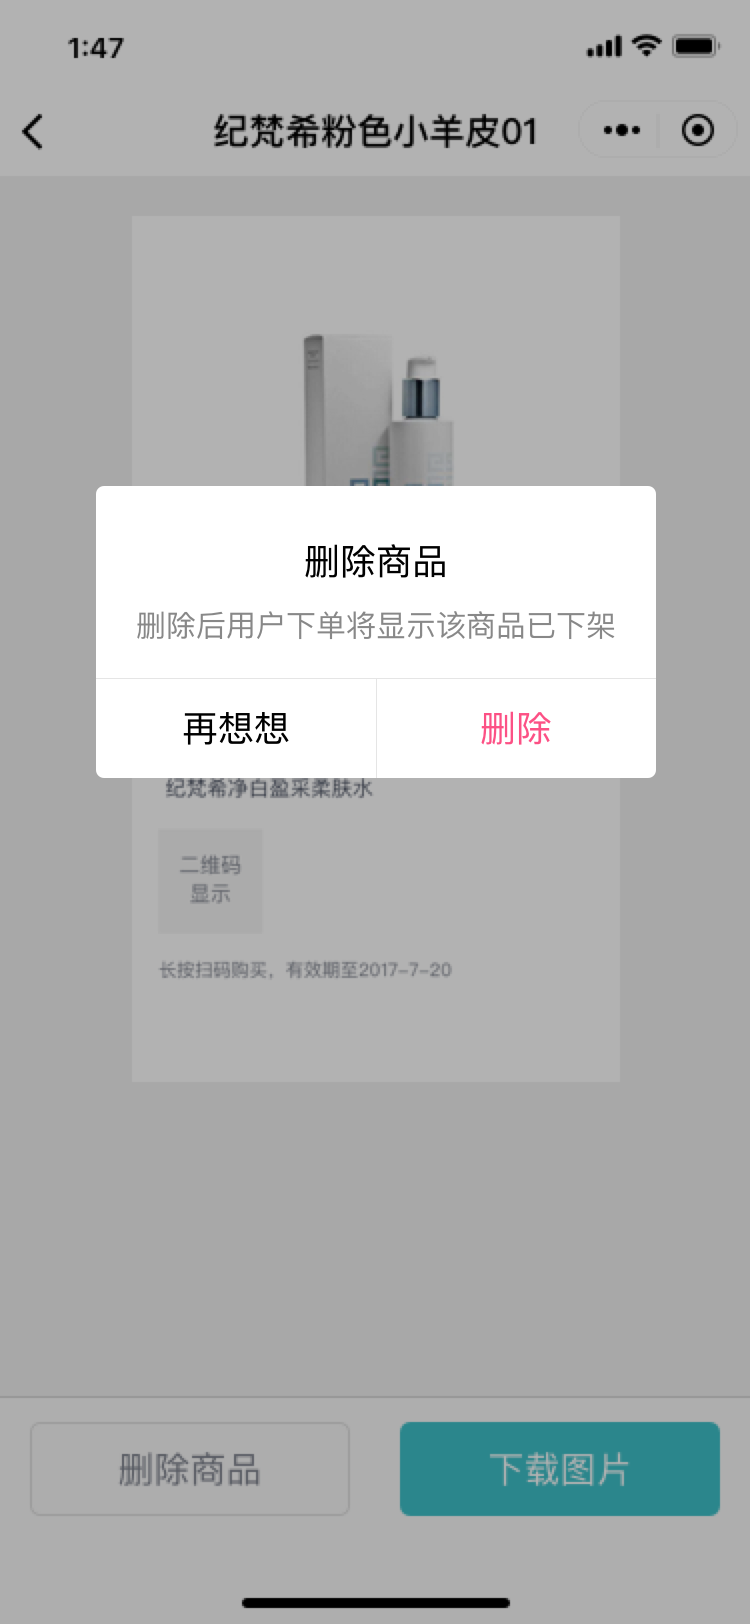 1:47
纪梵希粉色小羊皮01
删除商品
删除后用户下单将显示该商品已下架
再想想
删除
纪梵希净白盈采柔肤水
二维码
显示
长按扫码购买，有效期至2017-7-20
删除商品
下载图片